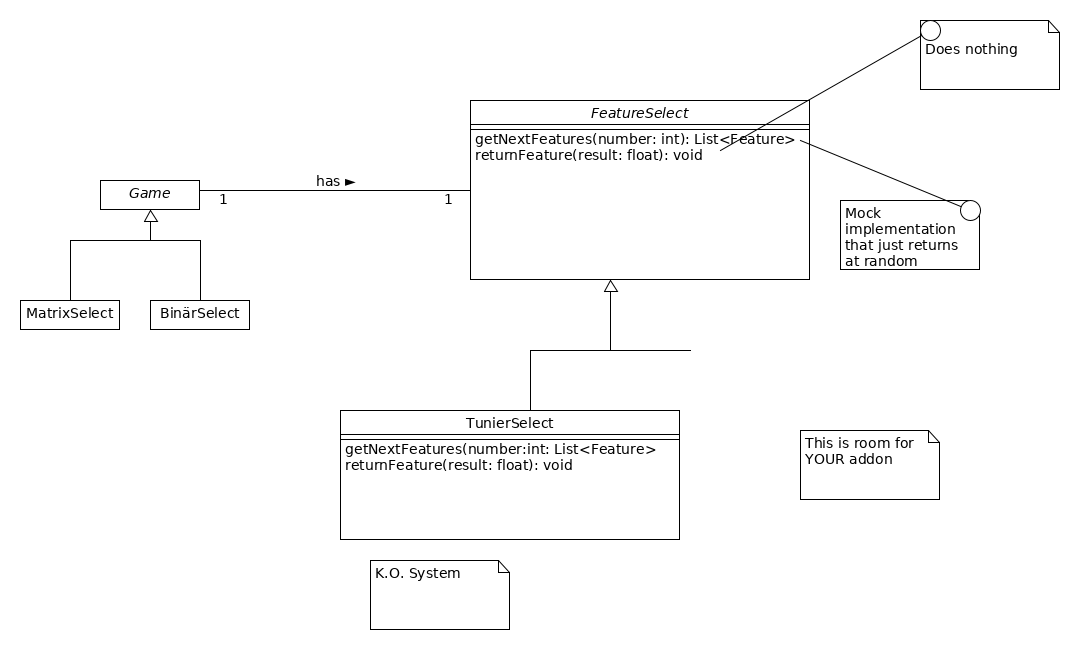 Does nothing
FeatureSelect
getNextFeatures(number: int): List<Feature>
returnFeature(result: float): void
has ►
1
1
Game
Mock
implementation
that just returns
at random
MatrixSelect
BinärSelect
TunierSelect
getNextFeatures(number:int: List<Feature>
returnFeature(result: float): void
This is room for
YOUR addon
K.O. System